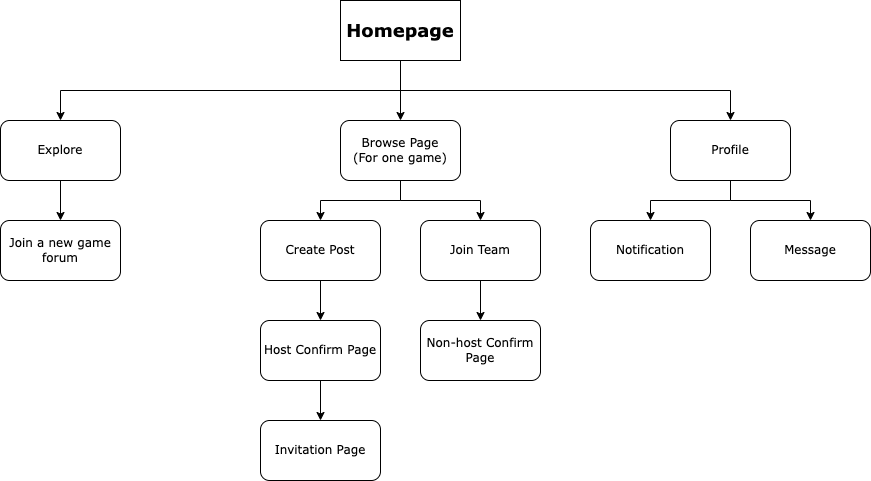 Homepage
Explore
Browse Page
(For one game)
Profile
Join a new game
forum
Create Post
Join Team
Notification
Message
Host Confirm Page
Non-host Confirm
Page
Invitation Page